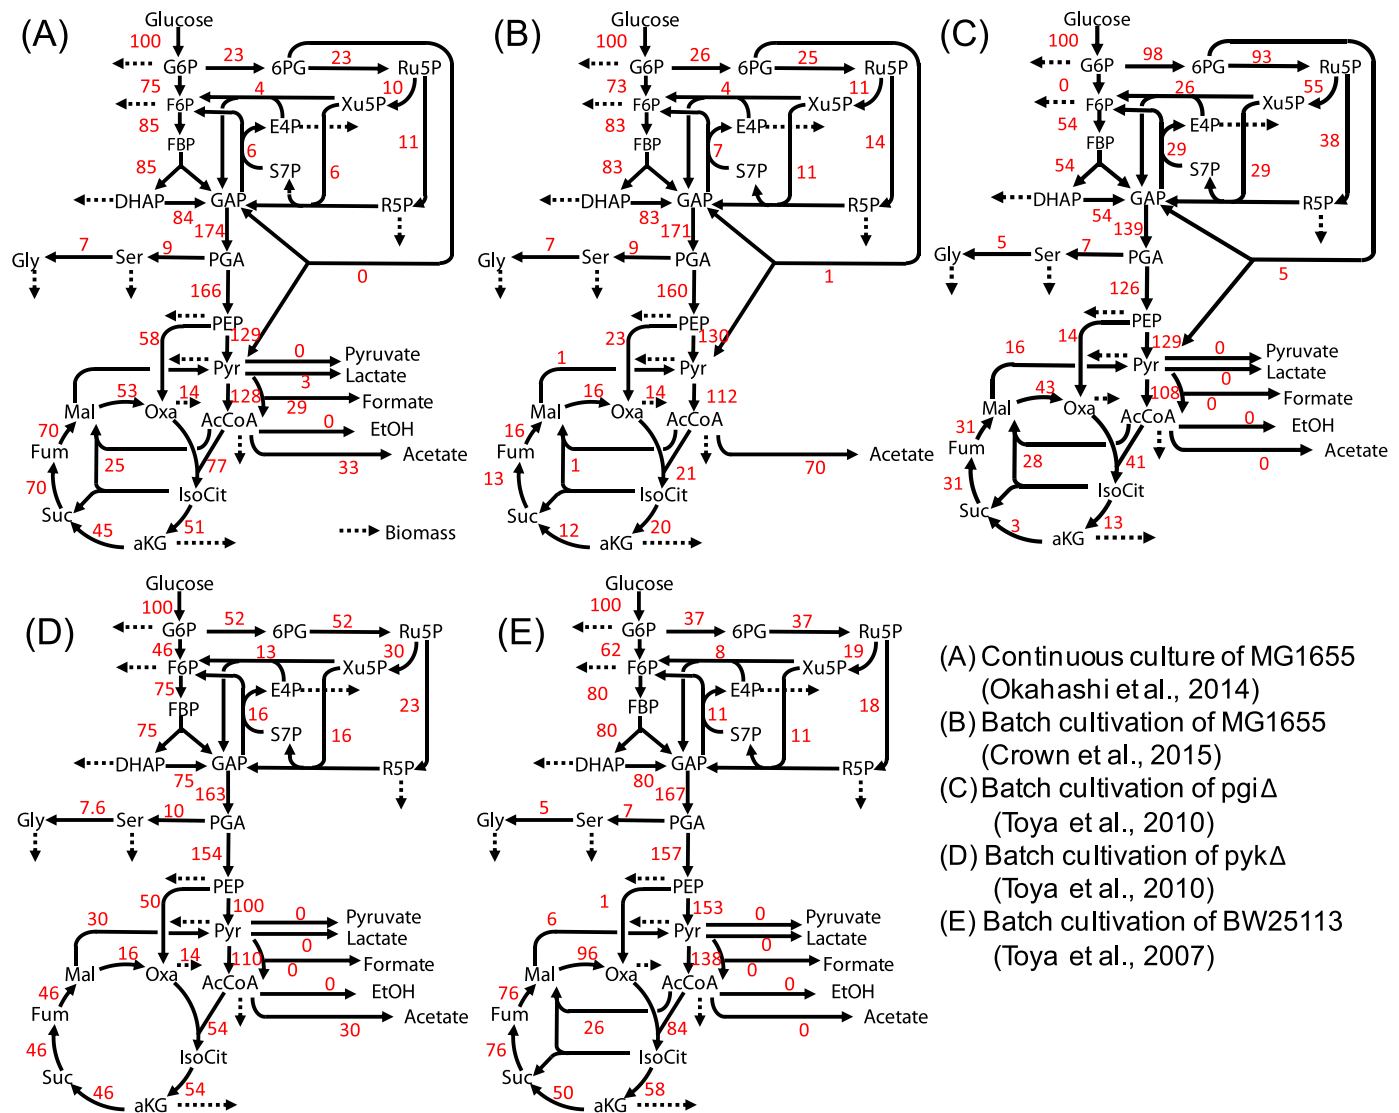 (A)
Glucose
100
G6P
23
6PG
23
Ru5P
75
4
10
F6P
Xu5P
E4P
85
11
FBP
6
6
85
S7P
DHAP
GAP
R5P
84
174
7
9
Gly
Ser
PGA
0
166
PEP
58
129
0
Pyruvate
Pyr
Lactate
3
53
14
128
Formate
29
Mal
Oxa
AcCoA
0
EtOH
70
Fum
25
77
33
Acetate
70
IsoCit
Suc
51
45
aKG
Biomass
(B)
Glucose
100
G6P
26
6PG
25
Ru5P
73
4
11
F6P
Xu5P
E4P
83
14
FBP
7
11
83
S7P
DHAP
GAP
R5P
83
171
7
9
Gly
Ser
PGA
1
160
PEP
23
130
1
Pyr
16
14
112
Mal
Oxa
AcCoA
16
Fum
1
21
70
Acetate
13
IsoCit
Suc
20
12
aKG
(C)
Glucose
100
G6P
98
6PG
93
Ru5P
0
26
55
F6P
Xu5P
E4P
54
38
FBP
29
29
54
S7P
DHAP
GAP
R5P
54
139
5
7
Gly
Ser
PGA
5
126
PEP
14
129
16
0
Pyruvate
Pyr
Lactate
0
43
108
Formate
0
Mal
Oxa
AcCoA
0
EtOH
31
Fum
28
41
0
Acetate
31
IsoCit
Suc
13
3
aKG
(D)
Glucose
100
G6P
52
6PG
52
Ru5P
46
13
30
F6P
Xu5P
E4P
75
23
FBP
16
16
75
S7P
DHAP
GAP
R5P
75
163
7.6
10
Gly
Ser
PGA
154
PEP
50
100
30
0
Pyruvate
Pyr
Lactate
0
16
14
110
Formate
0
Mal
Oxa
AcCoA
0
EtOH
46
Fum
54
30
Acetate
46
IsoCit
Suc
54
46
aKG
(E)
Glucose
100
G6P
37
6PG
37
Ru5P
62
8
19
F6P
Xu5P
E4P
80
18
FBP
11
11
80
S7P
DHAP
GAP
R5P
80
167
5
7
Gly
Ser
PGA
157
PEP
1
153
6
0
Pyruvate
Pyr
Lactate
0
96
138
Formate
0
Mal
Oxa
AcCoA
0
EtOH
76
Fum
26
84
0
Acetate
76
IsoCit
Suc
58
50
aKG
(A) Continuous culture of MG1655
(Okahashi et al., 2014)
(B) Batch cultivation of MG1655
(Crown et al., 2015)
(C) Batch cultivation of pgiΔ
(Toya et al., 2010)
(D) Batch cultivation of pykΔ
(Toya et al., 2010)
(E) Batch cultivation of BW25113
(Toya et al., 2007)